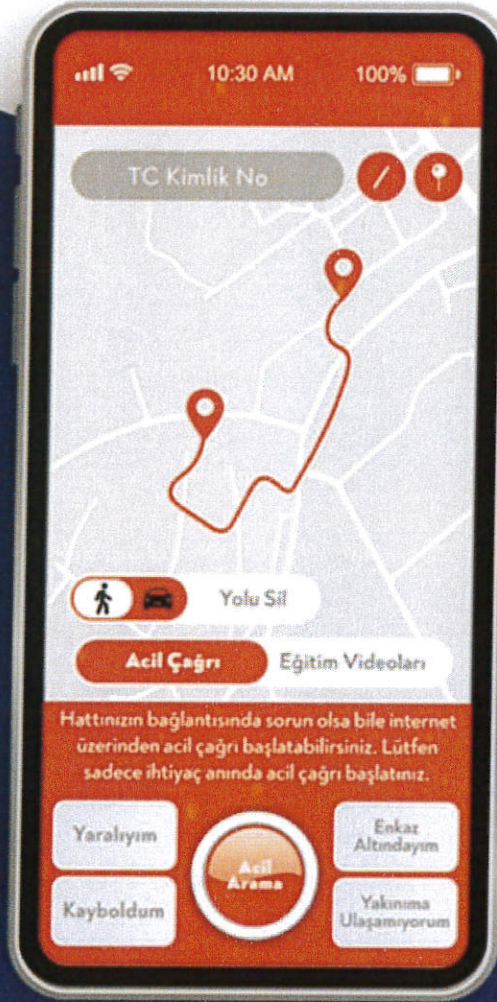 10:30 AM 100%
TC Kimlik No
Yolu Sil
Acil Çağrı Eğitim Videoları
Hattınızın bağlantısında sorun olsa bile internet
üzerinden acil çağrı başlatabilirsiniz. Lütfen
sadece ihtiyaç anında acil çağrı başlatınız.
Yaralıyım
Acil
Arama
Enkaz
Altındayım
Kayboldum
Yakınıma
Ulaşamıyorum